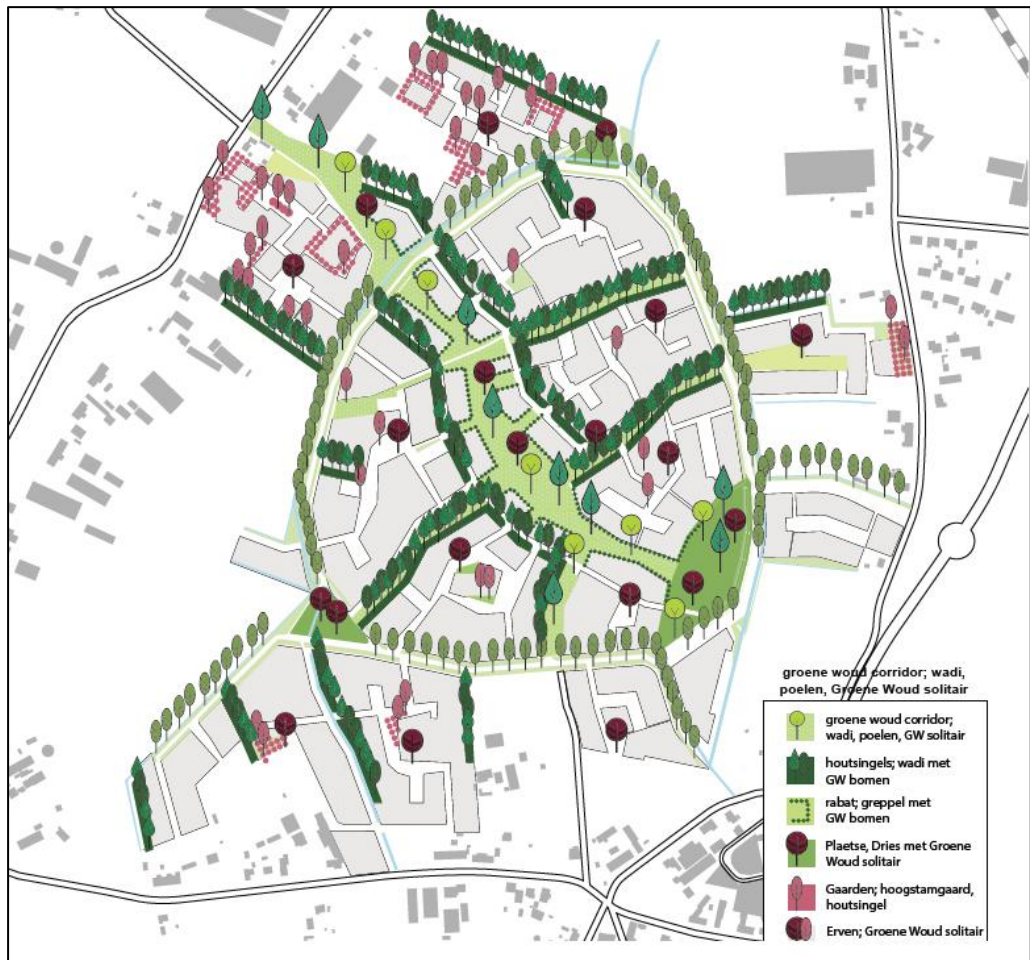 groene woud corridor; wadi,
poelen, Groene Woud solitair
groene woud corridor;
wadi, poelen, GW solitair
houtsingels; wadi met
GW bomen
rabat; greppel met
GW bomen
Plaetse, Dries met Groene
Woud solitair
Gaarden; hoogstamgaard,
houtsingel
Erven; Groene Woud solitair